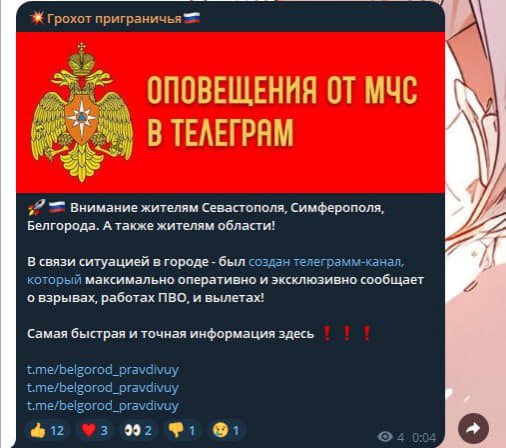 💥Грохот приграничья🇷🇺
ОПОВЕЩЕНИЯ ОТ МЧС
В ТЕЛЕГРАМ
🚀🇷🇺 Внимание жителям Севастополя, Симферополя,
Белгорода. А также жителям области!
В связи ситуацией в городе - был создан телеграмм-канал,
который максимально оперативно и эксклюзивно сообщает
о взрывах, работах ПВО, и вылетах!
Самая быстрая и точная информация здесь ❗❗❗
t.me/belgorod_pravdivuy
t.me/belgorod_pravdivuy
t.me/belgorod_pravdivuy
👍 12 ❤ 3 👀 2 👎 1 😢 1
4 0:04